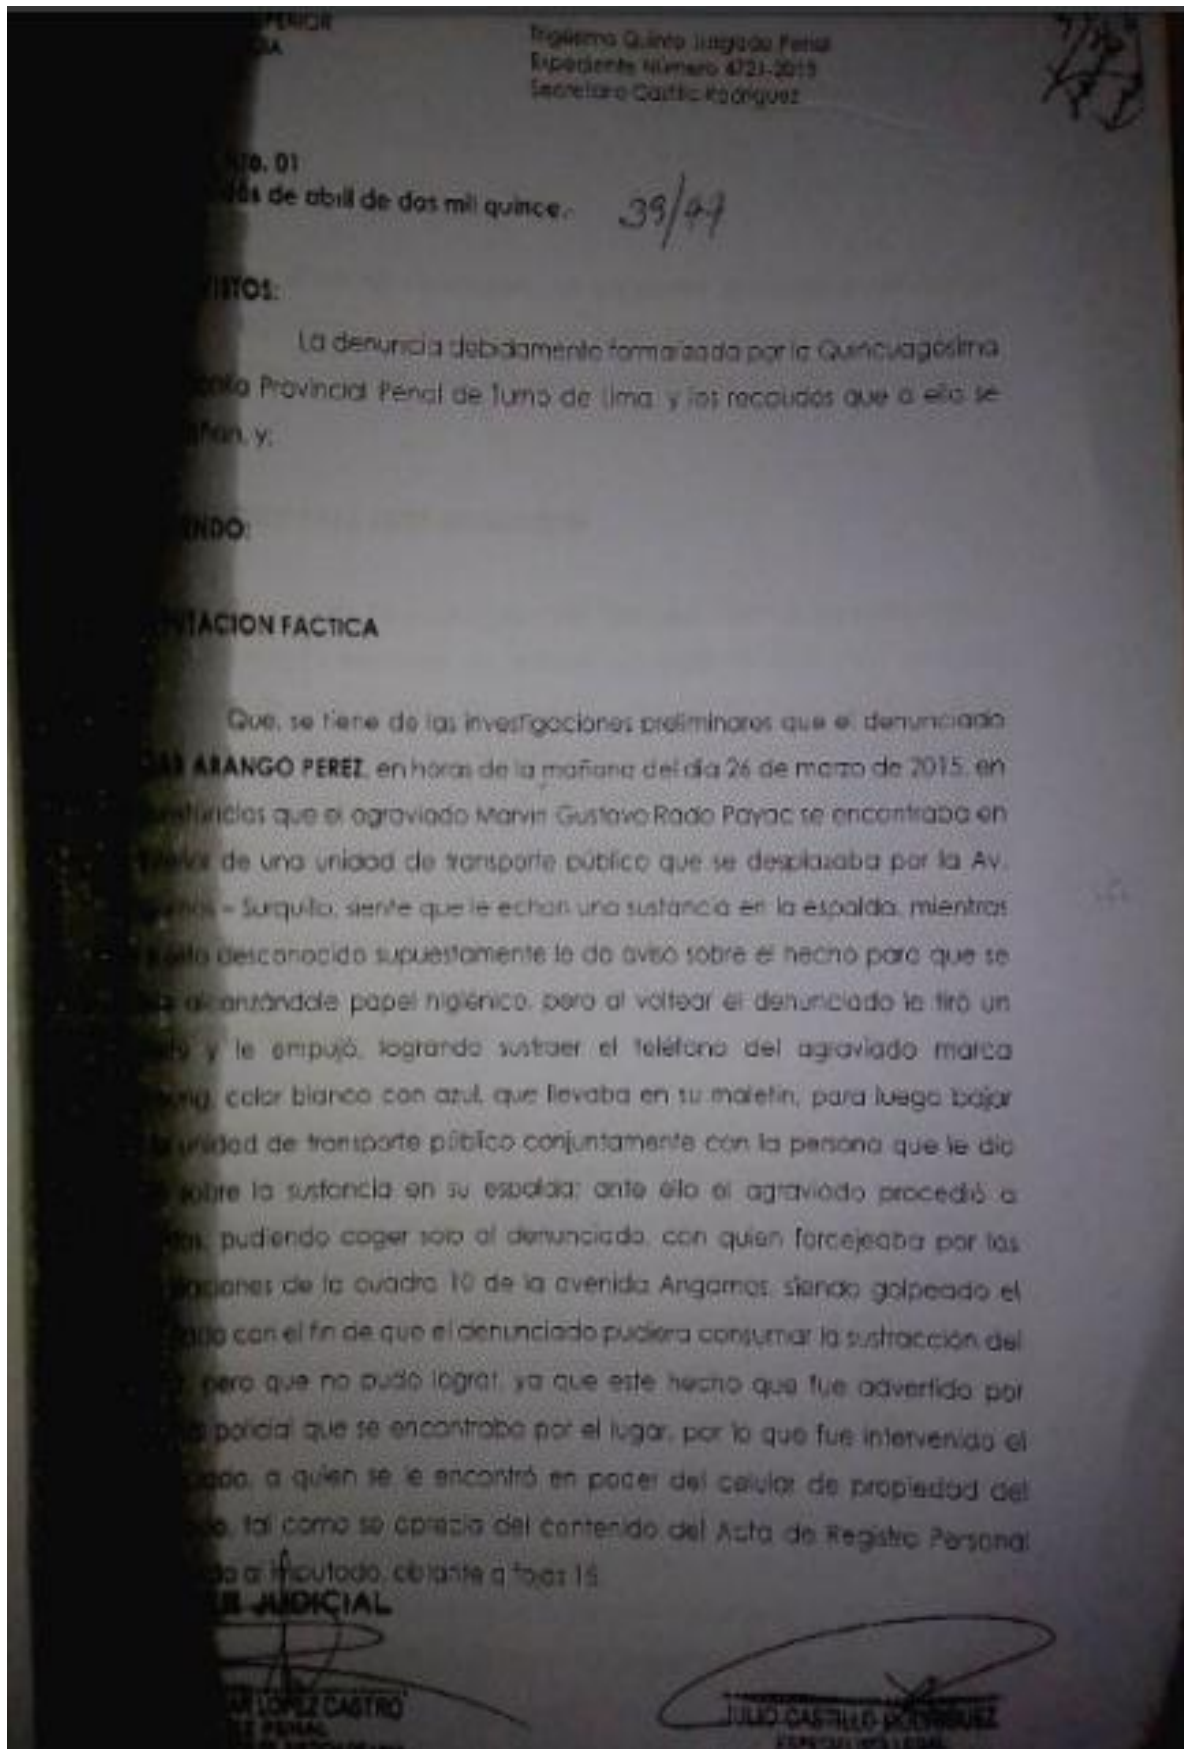 PERIOR
IA
Trigésimo Quinto Juzgado Penal
Expediente Número 4721-2015
Secretario Castillo Rodriguez
Nro. 01
dós de abril de dos mil quince.-
39/
VISTOS:
La denuncia debidamente formalizada por la Quincuagésima
Provincial Penal de Turno de Lima, y los recaudos que a ella se
ñan, y;
ENDO:
TACION FACTICA
Que, se tiene de las investigaciones preliminares que el denunciado
ARANGO PEREZ, en horas de la mañana del día 26 de marzo de 2015, en
que el agraviado Marvin Gustavo Rado Payac se encontraba en
de una unidad de transporte público que se desplazaba por la Av.
– Surquillo, siente que le echan una sustancia en la espalda, mientras
desconocido supuestamente le da aviso sobre el hecho para que se
alcanzándole papel higiénico, pero al voltear el denunciado le tiró un
y le empujó, logrando sustraer el teléfono del agraviado marca
color blanco con azul, que llevaba en su maletín, para luego bajar
unidad de transporte público conjuntamente con la persona que le dio
sobre la sustancia en su espalda; ante ello el agraviado procedió a
pudiendo coger solo al denunciado, con quien forcejeaba por las
de la cuadra 10 de la avenida Angamos, siendo golpeado el
con el fin de que el denunciado pudiera consumar la sustracción del
pero que no pudo lograr, ya que este hecho que fue advertido por
policial que se encontraba por el lugar, por lo que fue intervenido el
a quien se le encontró en poder del celular de propiedad del
tal como se aprecia del contenido del Acta de Registro Personal
al imputado, obrante a fojas 15.
JUDICIAL
LOPEZ CASTRO
PENAL
JULIO CASTILLO RODRIGUEZ
ESPECIALISTA LEGAL